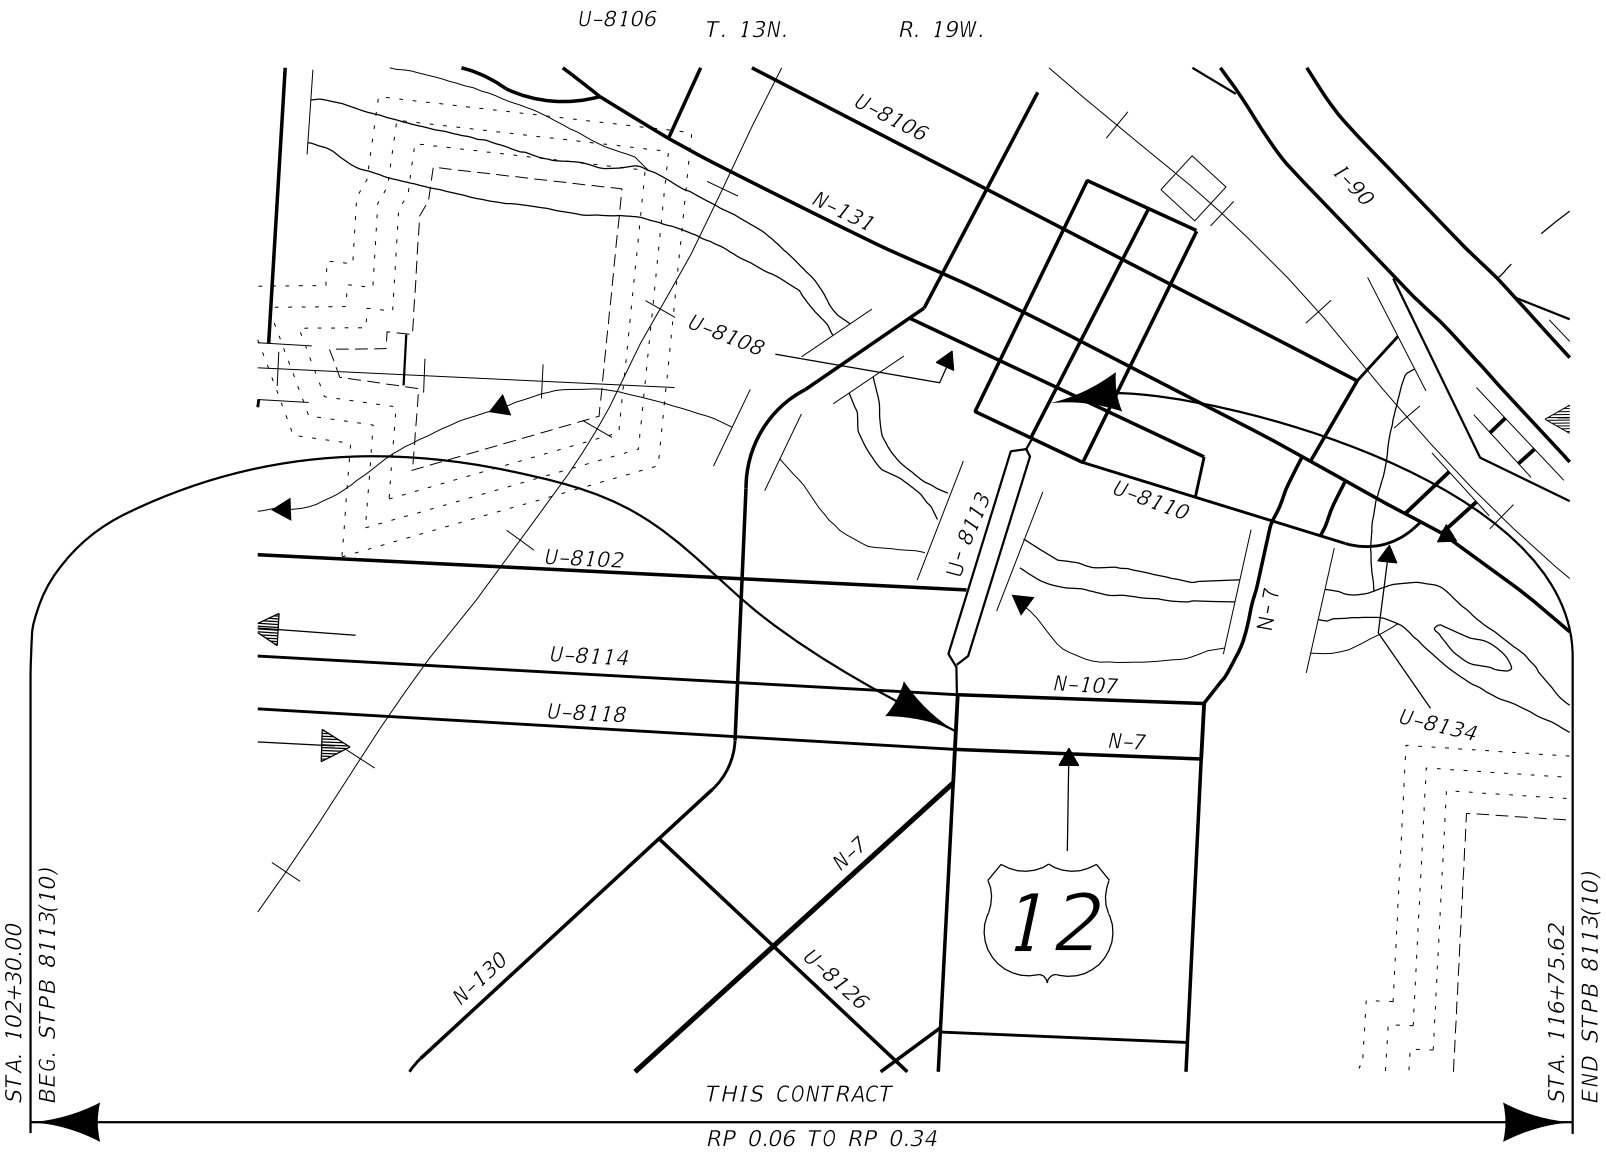 U-8106
T. 13N. R. 19W.
U-8106
I-90
N-131
U-8108
U-8110
U-8113
U-8102
N-7
U-8114
N-107
U-8118
N-7
U-8134
N-7
12
N-130
U-8126
STA. 102+30.00
BEG. STPB 8113(10)
STA. 116+75.62
END STPB 8113(10)
THIS CONTRACT
RP 0.06 TO RP 0.34